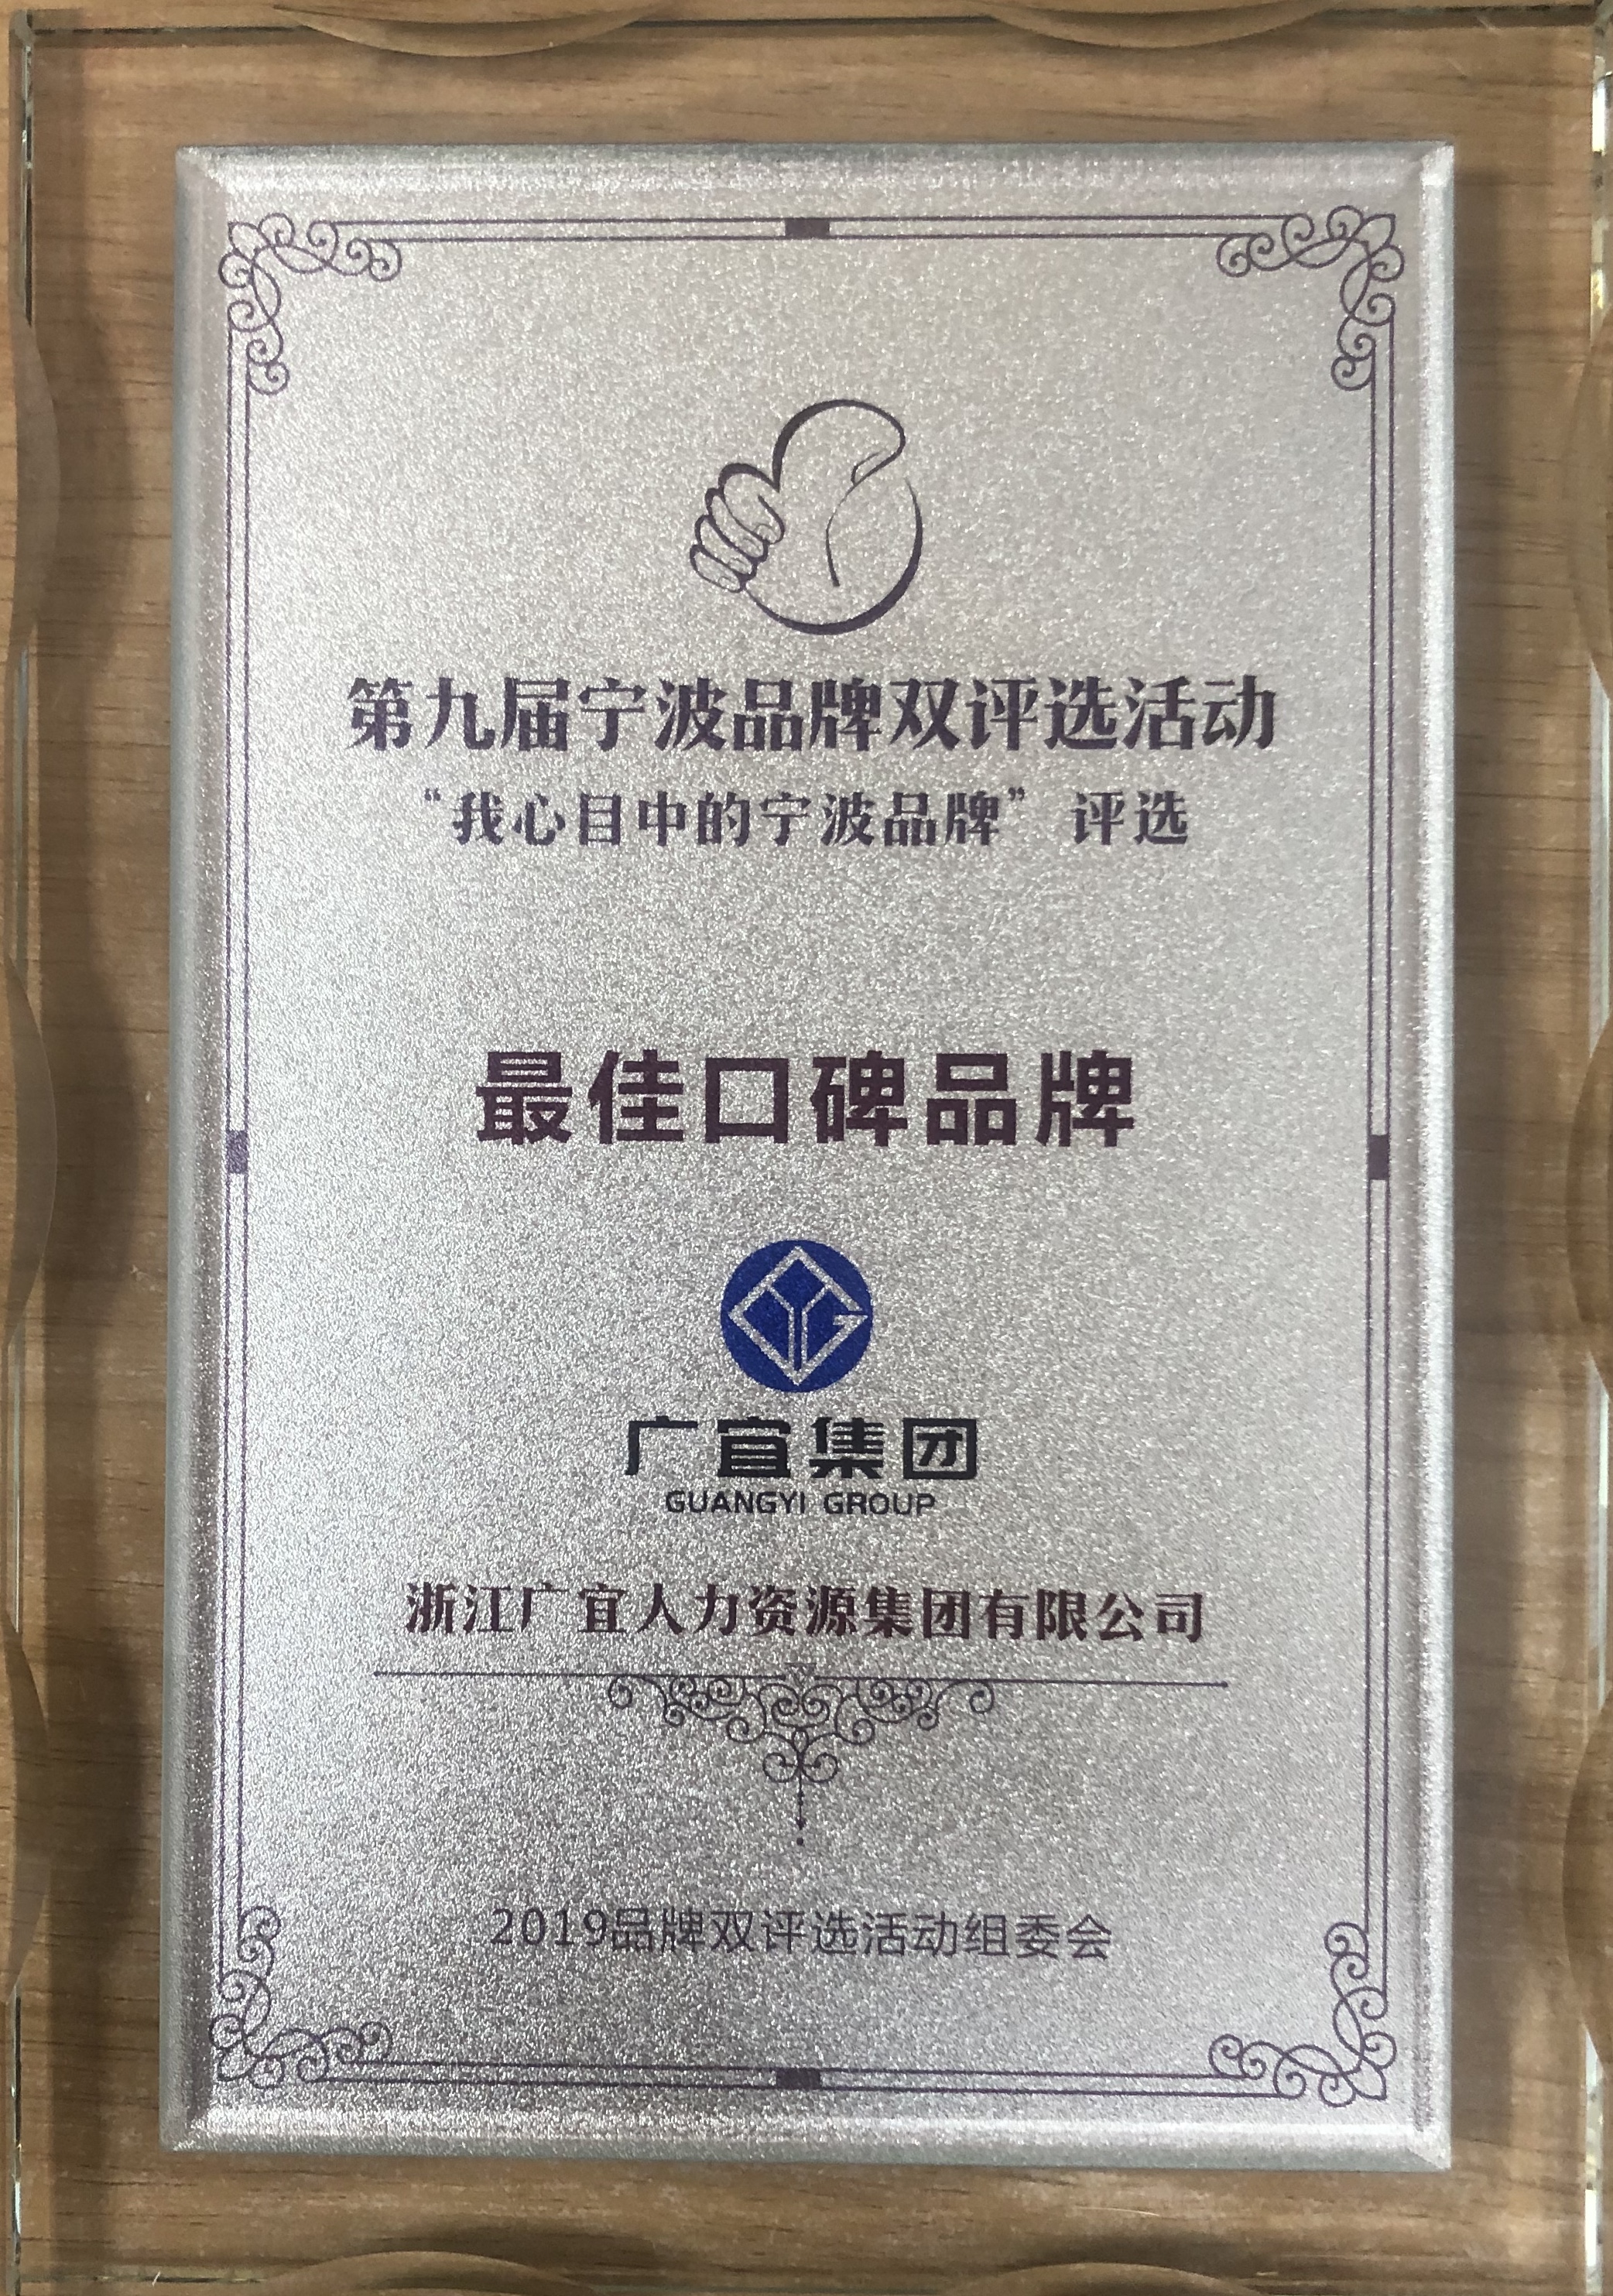 第九届宁波品牌双评选活动
“我心目中的宁波品牌” 评选
最佳口碑品牌
广宜集团
GUANGYI GROUP
浙江广宜人力资源集团有限公司
2019品牌双评选活动组委会